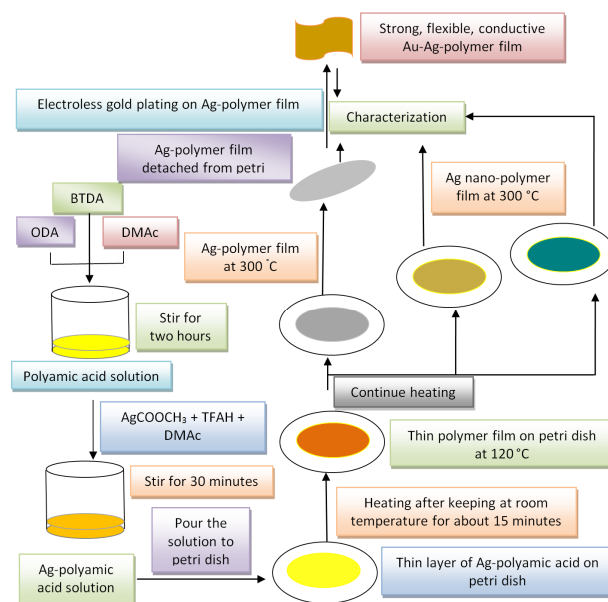 Strong, flexible, conductive
Au-Ag-polymer film
Electroless gold plating on Ag-polymer film
Characterization
Ag-polymer film
detached from petri
Ag nano-polymer
film at 300 °C
BTDA
ODA
DMAc
Ag-polymer film
at 300 °C
Stir for
two hours
Polyamic acid solution
Continue heating
AgCOOCH₃ + TFAH +
DMAc
Thin polymer film on petri dish
at 120 °C
Stir for 30 minutes
Heating after keeping at room
temperature for about 15 minutes
Pour the
solution to
petri dish
Ag-polyamic
acid solution
Thin layer of Ag-polyamic acid on
petri dish